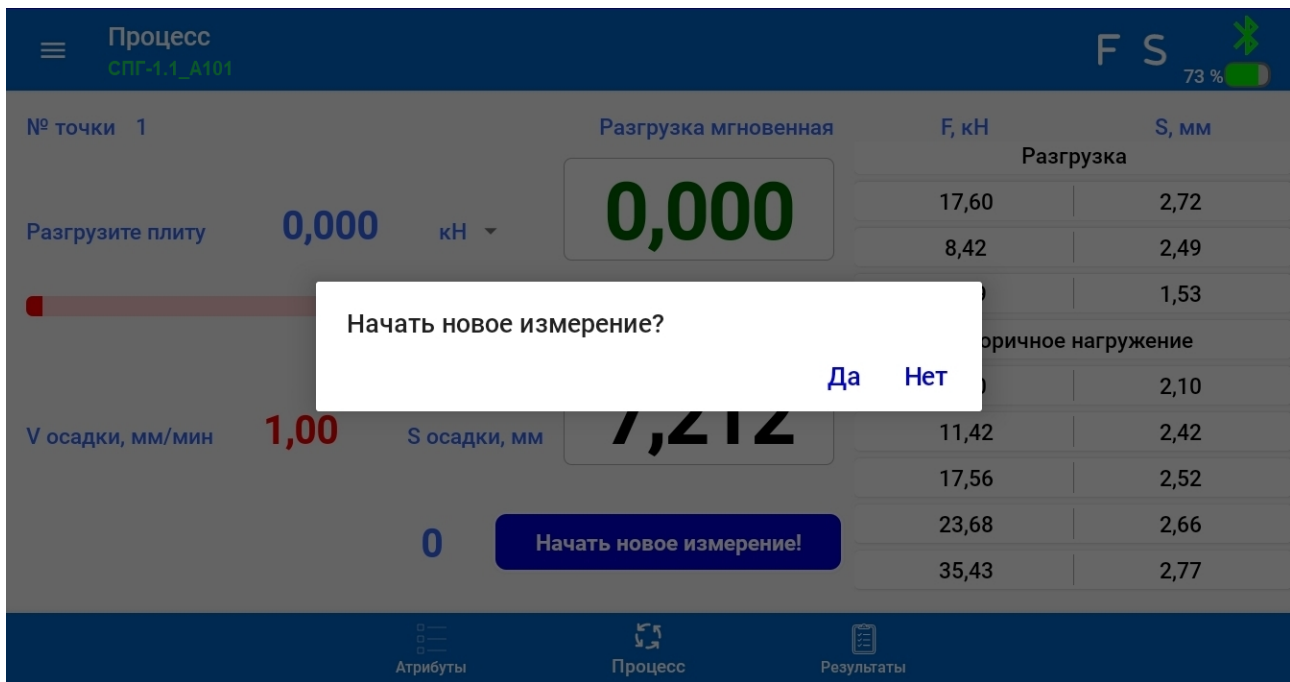 Процесс
СПГ-1.1_А101
F S
73 %
№ точки 1
Разгрузка мгновенная
F, кН S, мм
Разгрузка
0,000
17,60 2,72
Разгрузите плиту 0,000 кН
8,42 2,49
1,53
Начать новое измерение?
нагружение
Да Нет
2,10
V осадки, мм/мин 1,00 S осадки, мм 7,212
11,42 2,42
17,56 2,52
0 Начать новое измерение!
23,68 2,66
35,43 2,77
Атрибуты Процесс Результаты